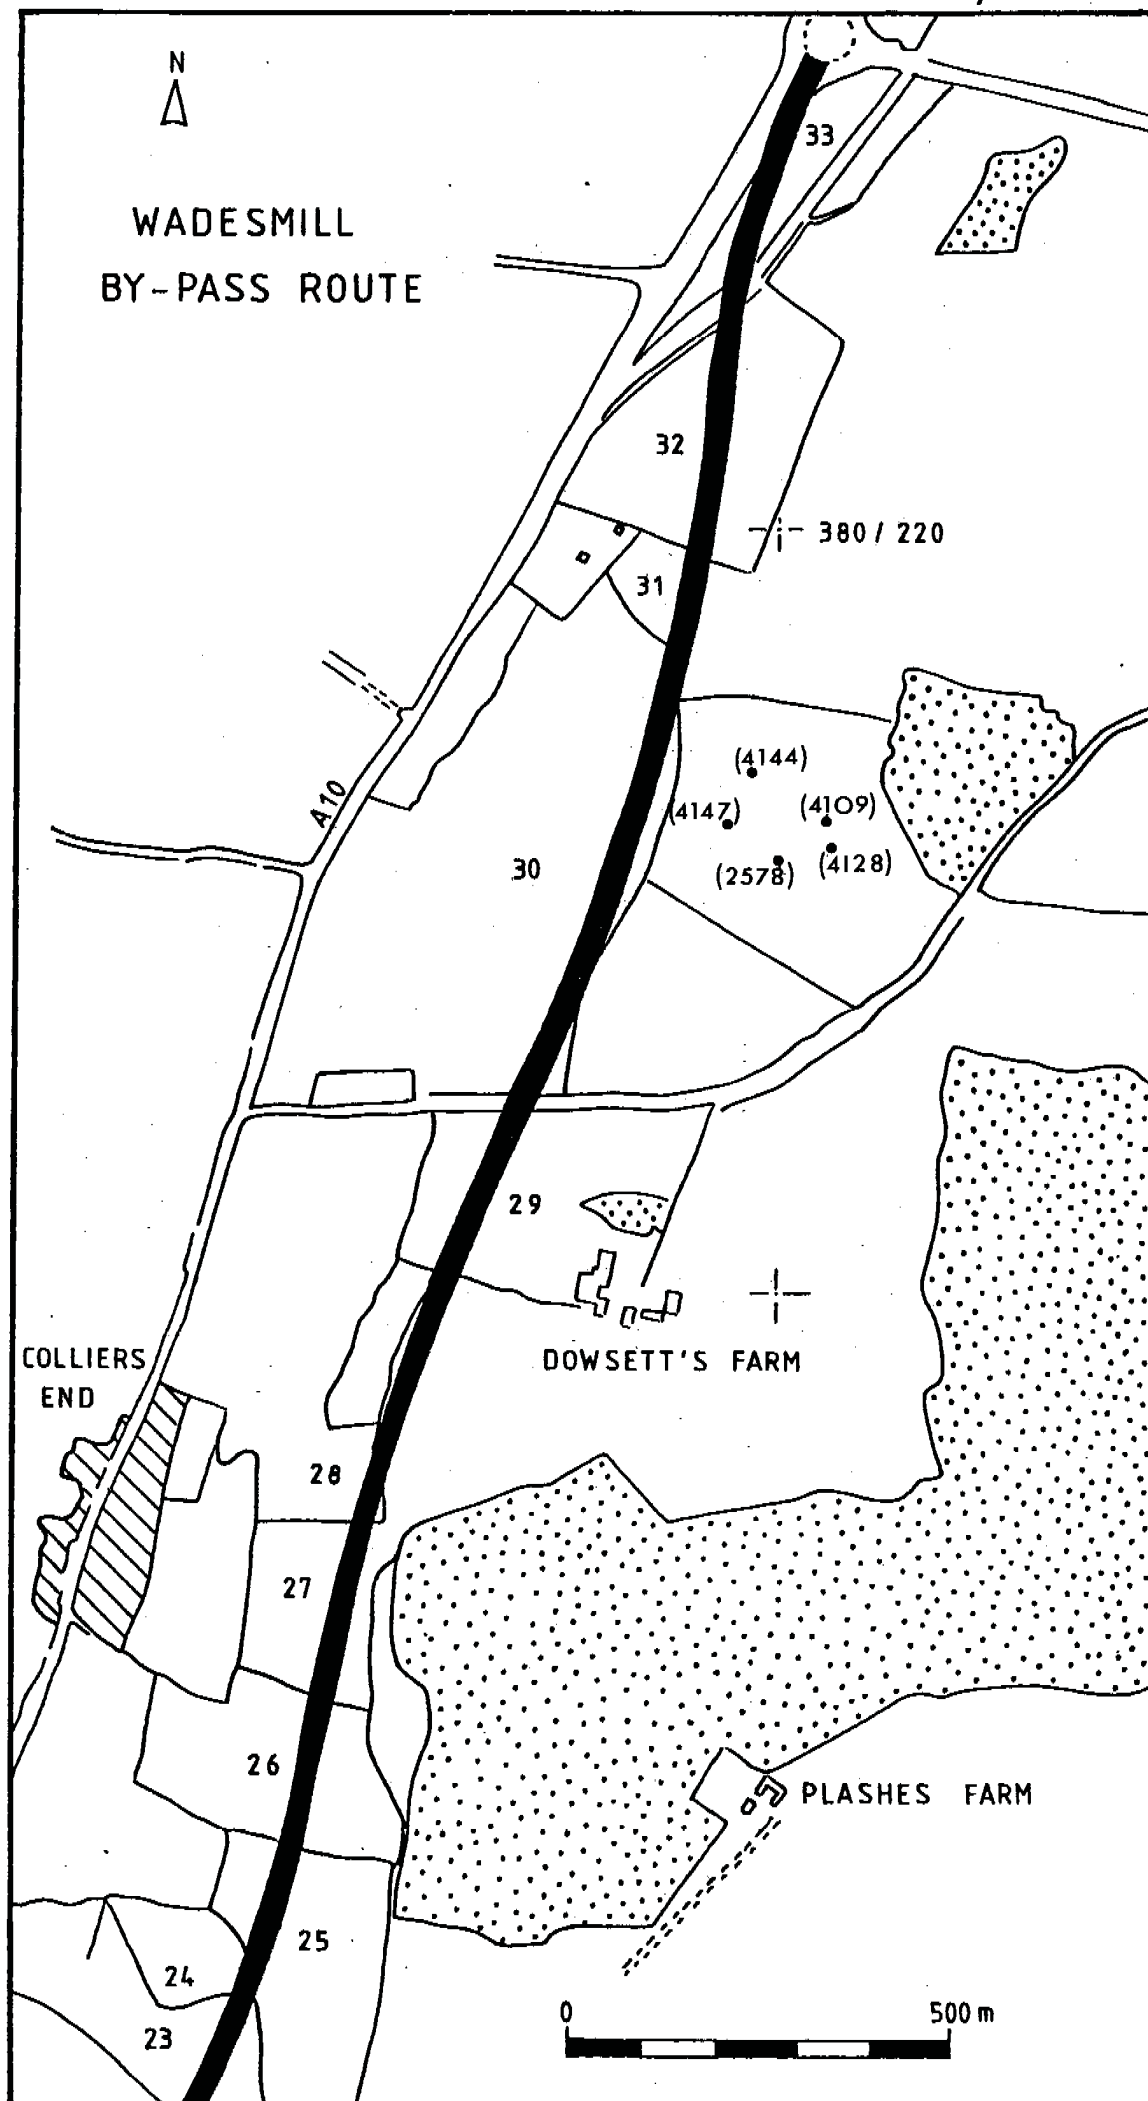 N
WADESMILL
BY-PASS ROUTE
33
32
380 / 220
31
(4144)
A10
(4147)
(4109)
30
(2578)
(4128)
29
COLLIERS
END
DOWSETT'S FARM
28
27
26
PLASHES FARM
25
24
23
0
500m